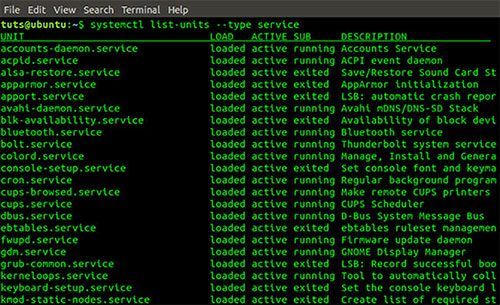 File Edit View Search Terminal Help
tuts@ubuntu:~$ systemctl list-units --type service
UNIT LOAD ACTIVE SUB DESCRIPTION
accounts-daemon.service loaded active running Accounts Service
acpid.service loaded active running ACPI event daemon
alsa-restore.service loaded active exited Save/Restore Sound Card St
apparmor.service loaded active exited AppArmor initialization
apport.service loaded active exited LSB: automatic crash repor
avahi-daemon.service loaded active running Avahi mDNS/DNS-SD Stack
blk-availability.service loaded active exited Availability of block devi
bluetooth.service loaded active running Bluetooth service
bolt.service loaded active running Thunderbolt system service
colord.service loaded active running Manage, Install and Genera
console-setup.service loaded active exited Set console font and keyma
cron.service loaded active running Regular background program
cups-browsed.service loaded active running Make remote CUPS printers
cups.service loaded active running CUPS Scheduler
dbus.service loaded active running D-Bus System Message Bus
ebtables.service loaded active exited ebtables ruleset managemen
fwupd.service loaded active running Firmware update daemon
gdm.service loaded active running GNOME Display Manager
grub-common.service loaded active exited LSB: Record successful boo
kerneloops.service loaded active running Tool to automatically coll
keyboard-setup.service loaded active exited Set the console keyboard l
kmod-static-nodes.service loaded active exited Create list of required st